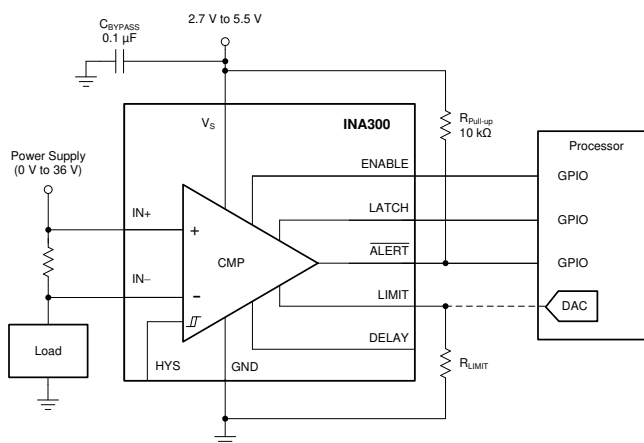 2.7 V to 5.5 V
C_BYPASS
0.1 µF
R_Pull-up
10 kΩ
V_S
INA300
Processor
Power Supply
(0 V to 36 V)
ENABLE
GPIO
IN+
LATCH
GPIO
+
CMP
ALERT
GPIO
IN−
−
LIMIT
DAC
DELAY
Load
HYS
GND
R_LIMIT